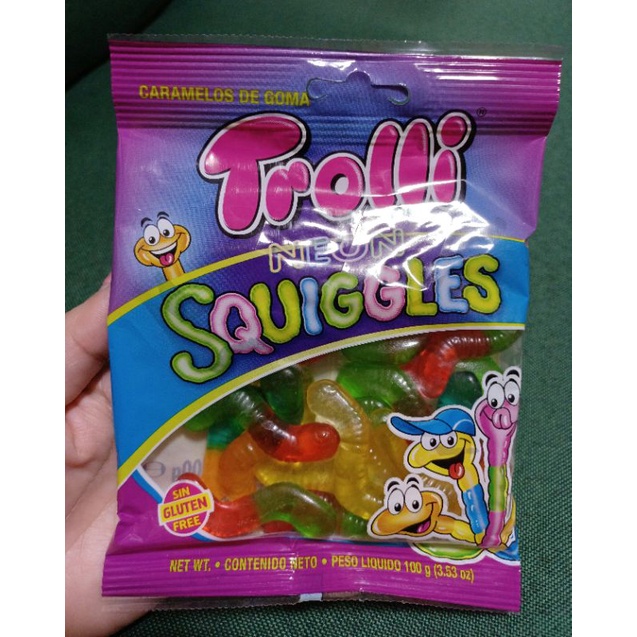 CARAMELOS DE GOMA
Trolli®
NEON
SQUIGGLES
SIN
GLUTEN
FREE
NET WT. • CONTENIDO NETO • PESO LIQUIDO 100 g (3.53 oz)